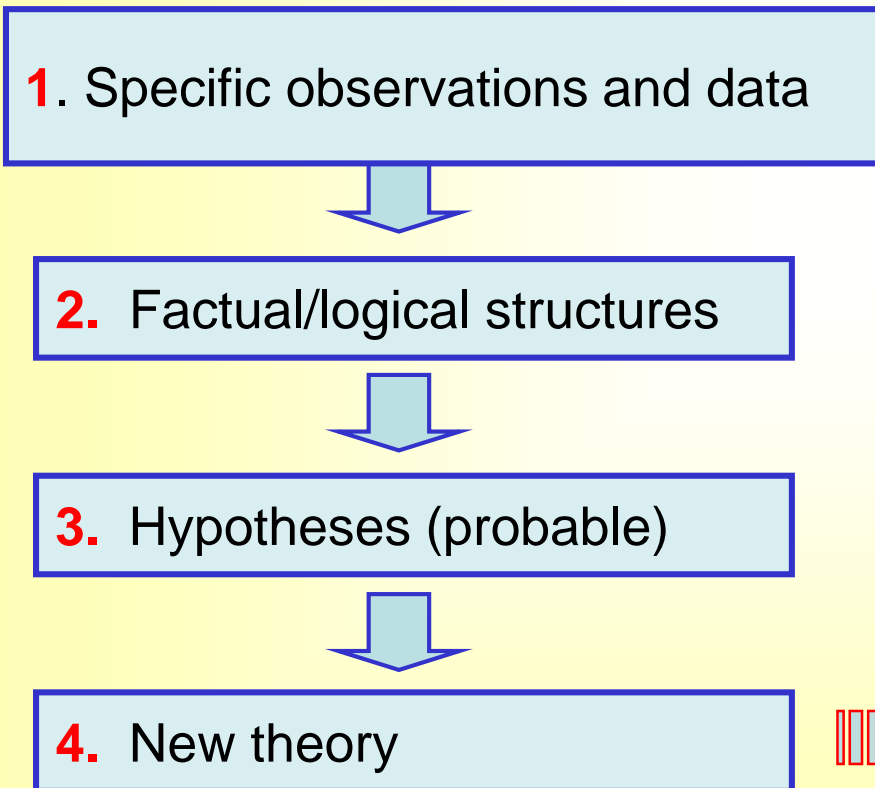 1. Specific observations and data
2. Factual/logical structures
3. Hypotheses (probable)
4. New theory